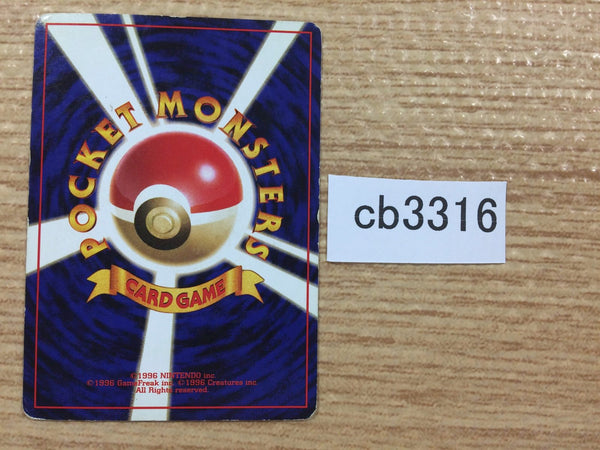 POCKET MONSTERS
CARD GAME
©1996 NINTENDO inc.
©1996 GameFreak inc. ©1996 Creatures inc.
All Rights reserved.
cb3316